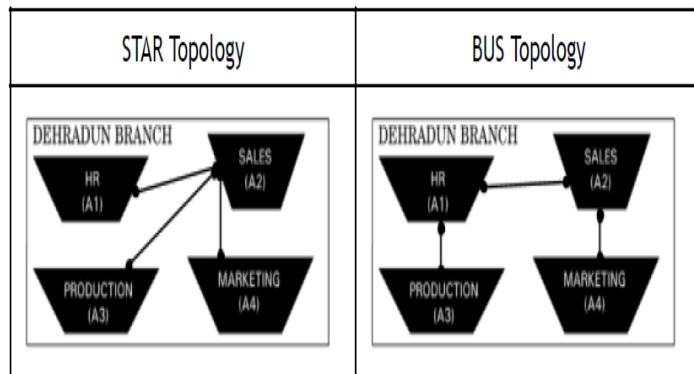 STAR Topology
BUS Topology
DEHRADUN BRANCH
HR
(A1)
SALES
(A2)
PRODUCTION
(A3)
MARKETING
(A4)
DEHRADUN BRANCH
HR
(A1)
SALES
(A2)
PRODUCTION
(A3)
MARKETING
(A4)